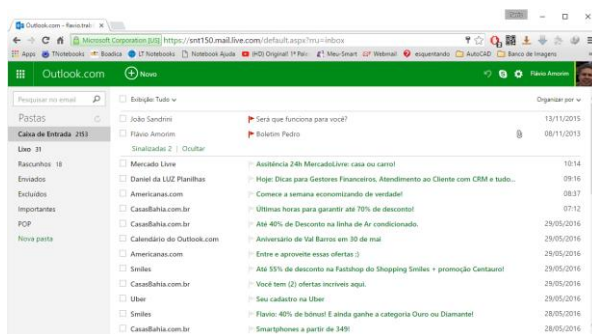 Outlook.com - flavio.trei
Microsoft Corporation [US] https://snt150.mail.live.com/default.aspx?rru=inbox
Apps TNotebooks Boadica LT Notebooks Notebook Ajuda (HD) Original! 1ª Pale Meu-Smart Webmail esquentando AutoCAD Banco de Imagens
Outlook.com Novo Flávio Amorim
Pesquisar no email Exibição: Tudo Organizar por
Pastas João Sandrini Será que funciona para você? 13/11/2015
Caixa de Entrada 2153 Flávio Amorim Boletim Pedro 08/11/2013
Lixo 31 Sinalizadas 2 | Ocultar
Rascunhos 18 Mercado Livre Assitência 24h MercadoLivre: casa ou carro! 10:14
Enviados Daniel da LUZ Planilhas Hoje: Dicas para Gestores Financeiros, Atendimento ao Cliente com CRM e tudo... 09:16
Excluídos Americanas.com Comece a semana economizando de verdade! 08:37
Importantes CasasBahia.com.br Últimas horas para garantir até 70% de desconto! 07:12
POP CasasBahia.com.br Até 40% de Desconto na linha de Ar condicionado. 29/05/2016
Nova pasta Calendário do Outlook.com Aniversário de Val Barros em 30 de mai 29/05/2016
Americanas.com Entre e aproveite essas ofertas :) 29/05/2016
Smiles Até 55% de desconto na Fastshop do Shopping Smiles + promoção Centauro! 29/05/2016
CasasBahia.com.br Você tem (2) ofertas incríveis aqui. 29/05/2016
Uber Seu cadastro na Uber 29/05/2016
Smiles Flavio: 40% de bônus! E ainda ganhe a categoria Ouro ou Diamante! 28/05/2016
CasasBahia.com.br Smartphones a partir de 349! 28/05/2016